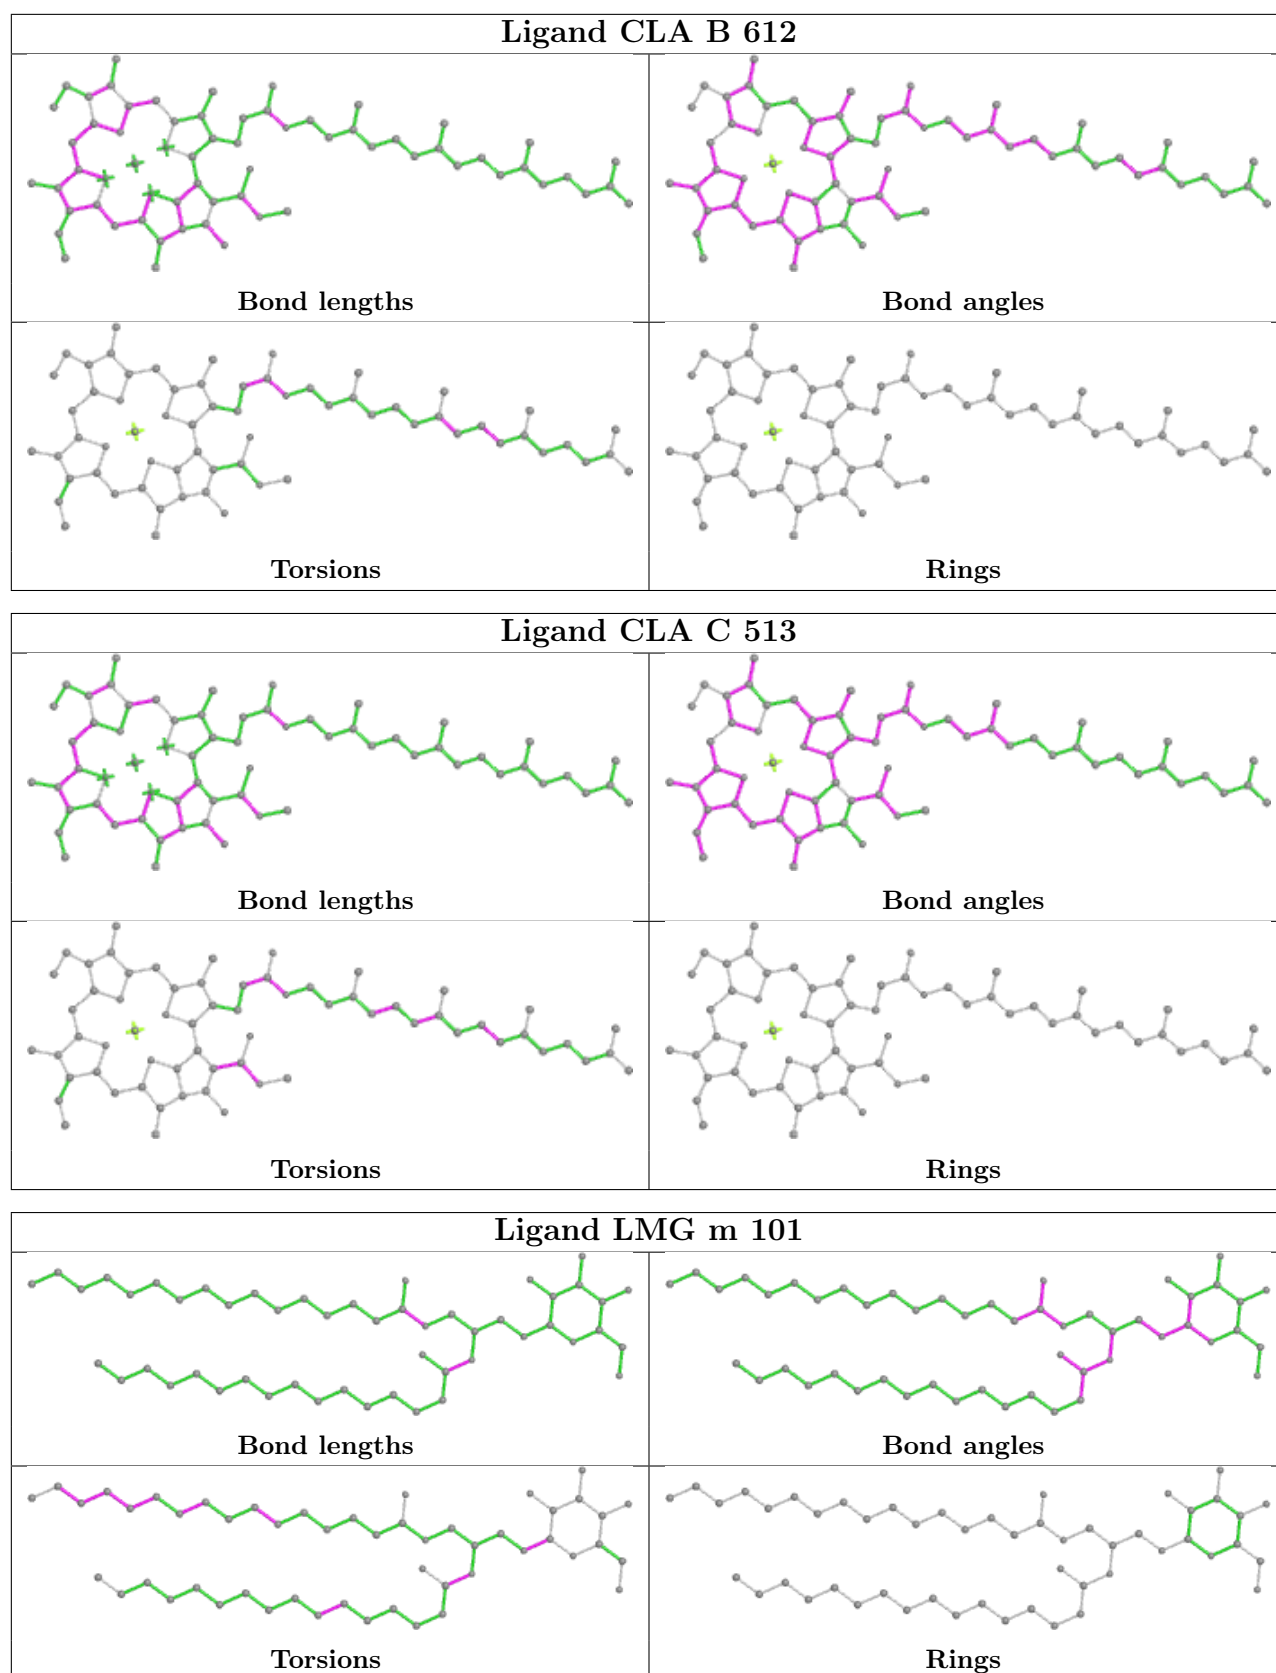 Ligand CLA B 612
Bond lengths
Bond angles
Torsions
Rings
Ligand CLA C 513
Bond lengths
Bond angles
Torsions
Rings
Ligand LMG m 101
Bond lengths
Bond angles
Torsions
Rings